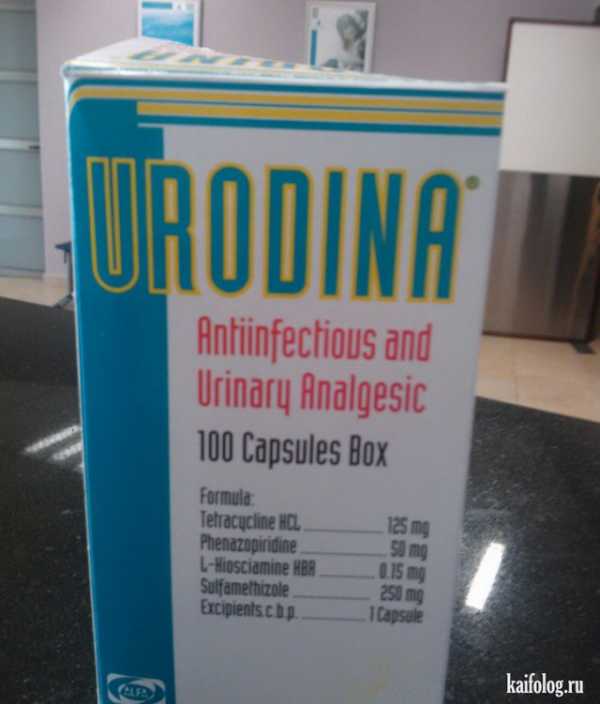 URODINA®
Antiinfectious and
Urinary Analgesic
100 Capsules Box
Formula:
Tetracycline HCL 125 mg
Phenazopiridine 50 mg
L-Hiosciamine HBR 0.15 mg
Sulfamethizole 250 mg
Excipients.c.b.p. 1 Capsule
ALFA
kaifolog.ru